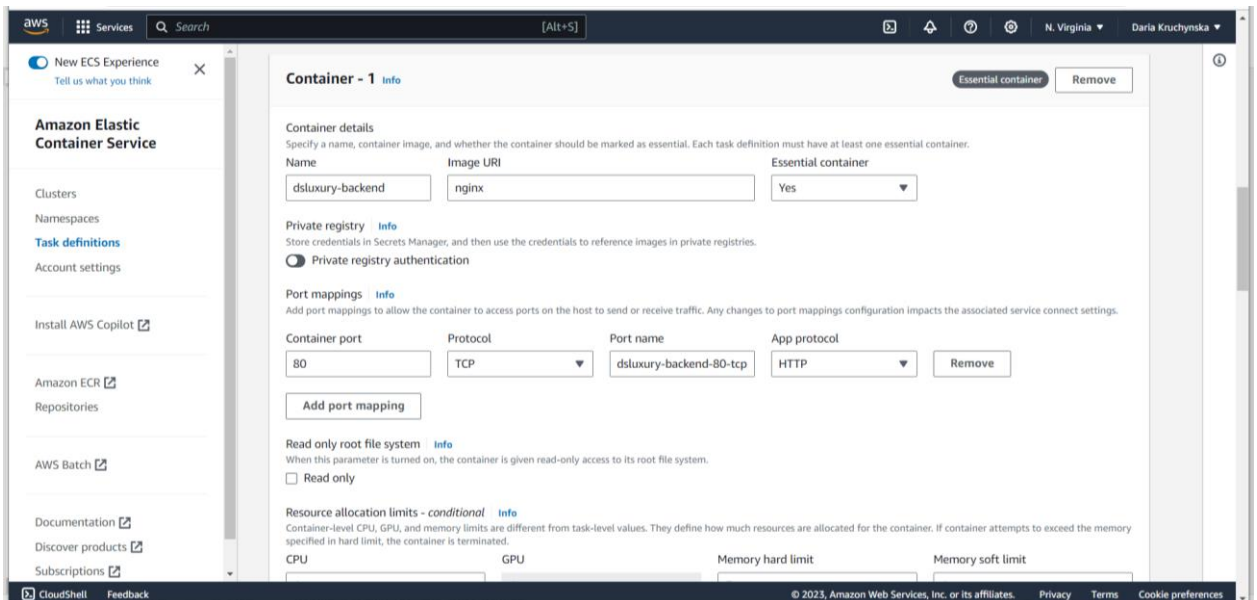 aws
Services
Search
[Alt+S]
N. Virginia
Daria Kruchynska
New ECS Experience
Tell us what you think
Amazon Elastic
Container Service
Clusters
Namespaces
Task definitions
Account settings
Install AWS Copilot
Amazon ECR
Repositories
AWS Batch
Documentation
Discover products
Subscriptions
Container - 1 Info
Essential container
Remove
Container details
Specify a name, container image, and whether the container should be marked as essential. Each task definition must have at least one essential container.
Name Image URI Essential container
dsluxury-backend nginx Yes
Private registry Info
Store credentials in Secrets Manager, and then use the credentials to reference images in private registries.
Private registry authentication
Port mappings Info
Add port mappings to allow the container to access ports on the host to send or receive traffic. Any changes to port mappings configuration impacts the associated service connect settings.
Container port Protocol Port name App protocol
80 TCP dsluxury-backend-80-tcp HTTP Remove
Add port mapping
Read only root file system Info
When this parameter is turned on, the container is given read-only access to its root file system.
Read only
Resource allocation limits - conditional Info
Container-level CPU, GPU, and memory limits are different from task-level values. They define how much resources are allocated for the container. If container attempts to exceed the memory
specified in hard limit, the container is terminated.
CPU GPU Memory hard limit Memory soft limit
CloudShell Feedback © 2023, Amazon Web Services, Inc. or its affiliates. Privacy Terms Cookie preferences